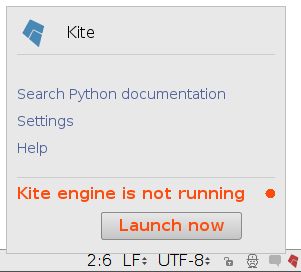 Kite
Search Python documentation
Settings
Help
Kite engine is not running
Launch now
2:6 LF UTF-8